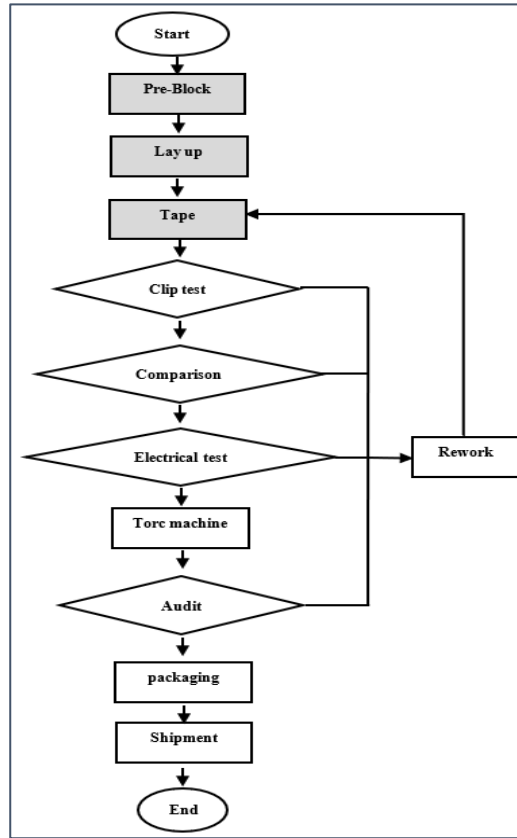 Start
Pre-Block
Lay up
Tape
Clip test
Comparison
Electrical test
Rework
Torc machine
Audit
packaging
Shipment
End